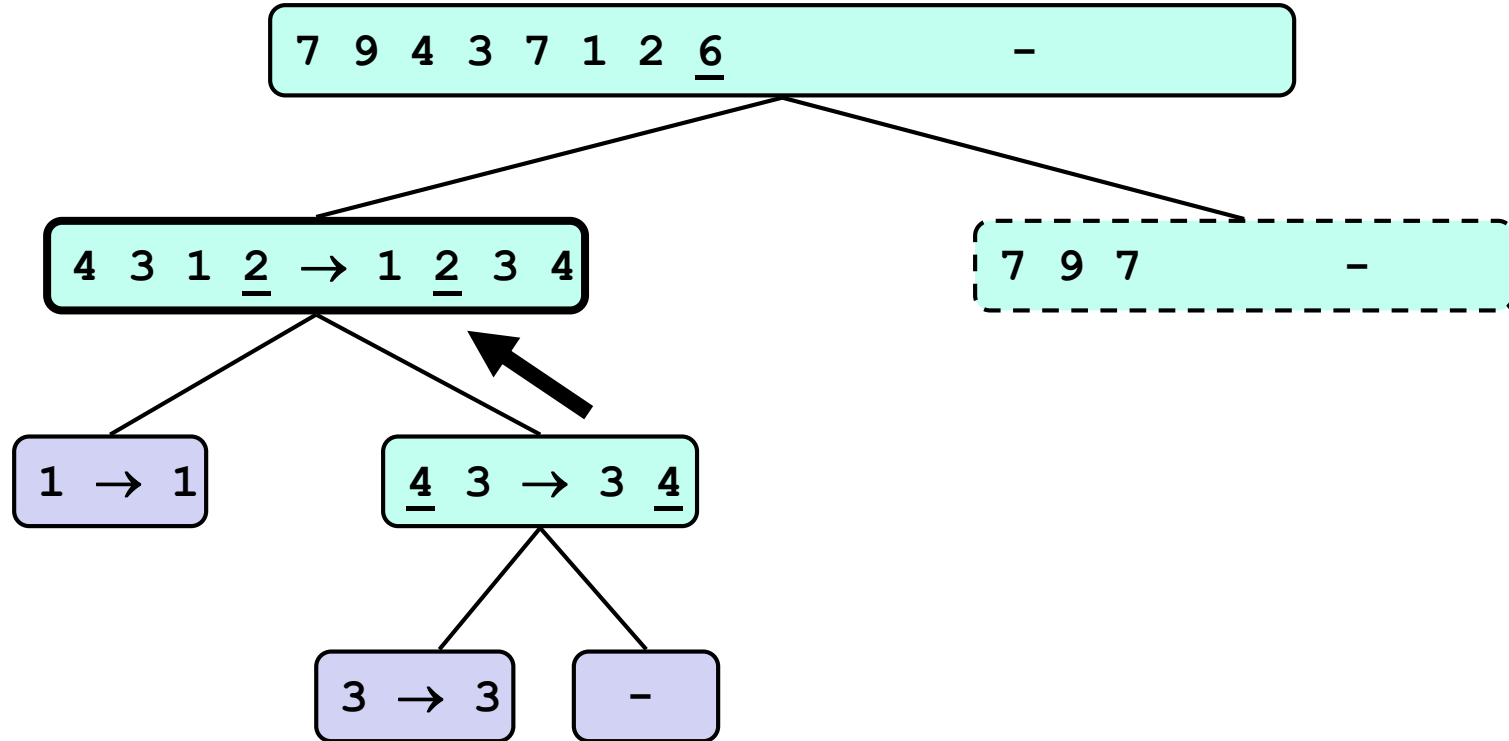 7 9 4 3 7 1 2 6 –
4 3 1 2 → 1 2 3 4
7 9 7 –
1 → 1
4 3 → 3 4
3 → 3
–